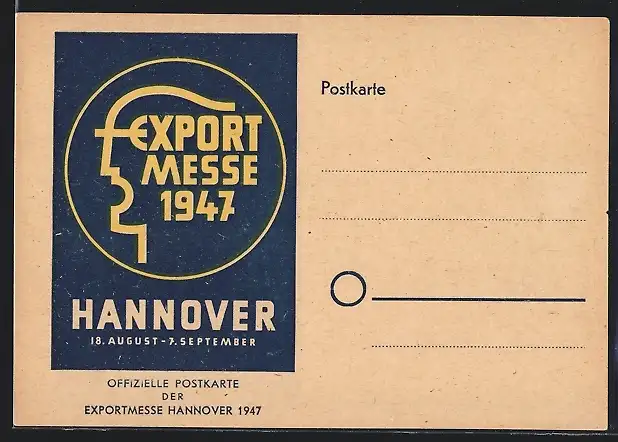 EXPORT
MESSE
1947
HANNOVER
18. AUGUST - 7. SEPTEMBER
OFFIZIELLE POSTKARTE
DER
EXPORTMESSE HANNOVER 1947
Postkarte